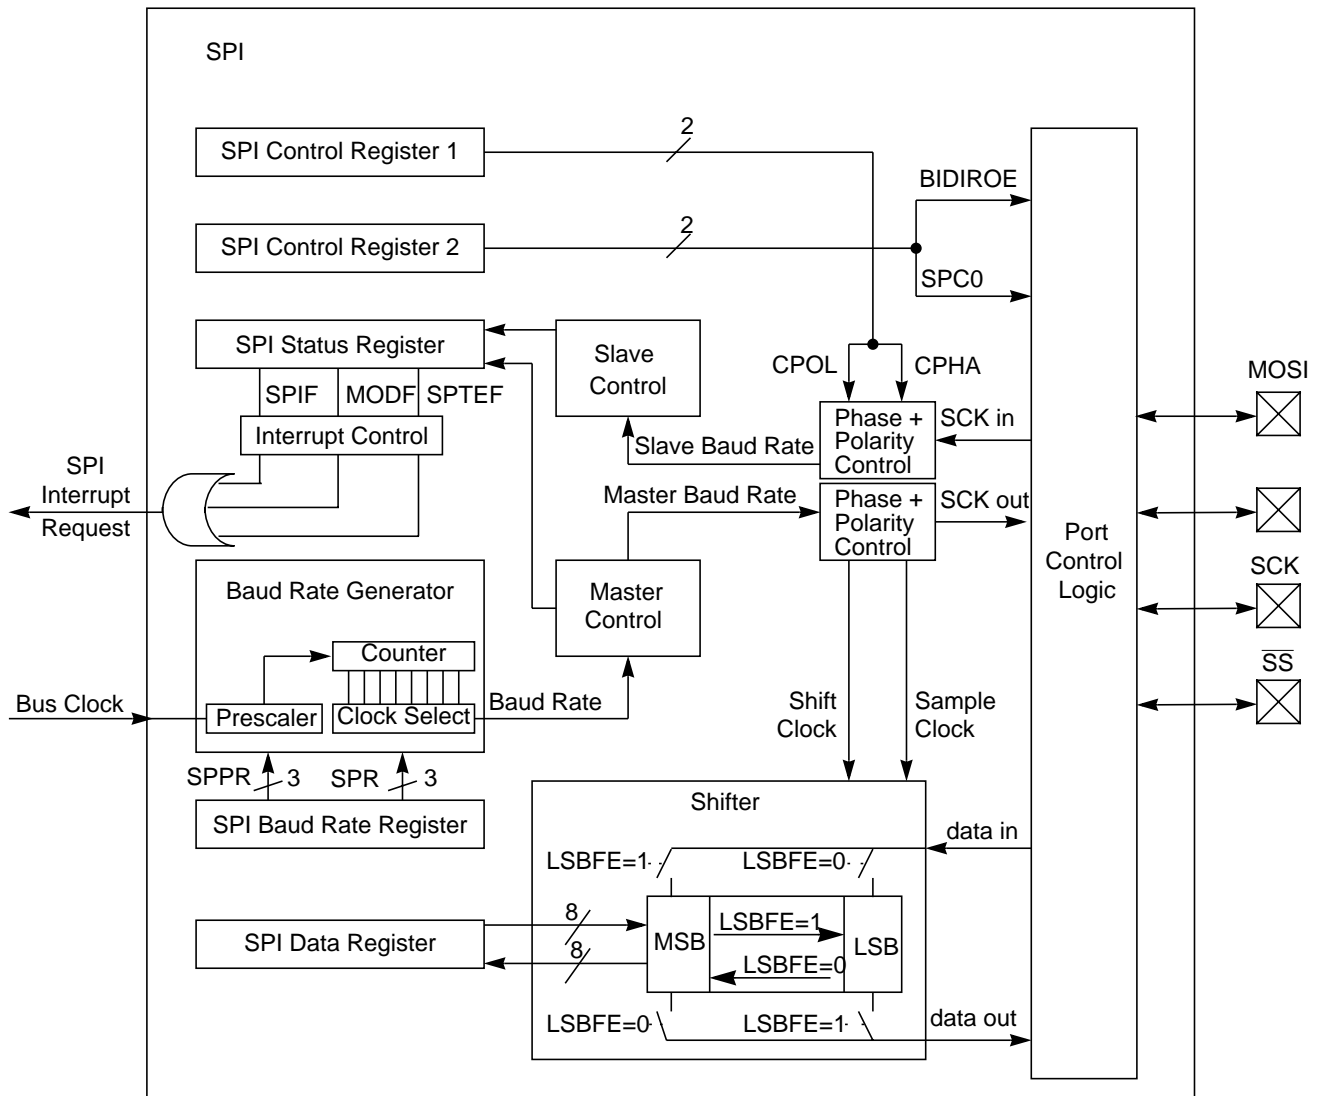 SPI
SPI Control Register 1
2
BIDIROE
SPI Control Register 2
2
SPC0
SPI Status Register
Slave
Control
CPOL
CPHA
MOSI
SPIF
MODF
SPTEF
Interrupt Control
Phase +
Polarity
Control
SCK in
Slave Baud Rate
SPI
Interrupt
Request
Master Baud Rate
Phase +
Polarity
Control
SCK out
Port
Control
Logic
SCK
Baud Rate Generator
Master
Control
Counter
SS
Bus Clock
Prescaler
Clock Select
Baud Rate
Shift
Clock
Sample
Clock
SPPR
3
SPR
3
SPI Baud Rate Register
Shifter
data in
LSBFE=1
LSBFE=0
8
MSB
LSBFE=1
LSB
SPI Data Register
8
LSBFE=0
LSBFE=0
LSBFE=1
data out